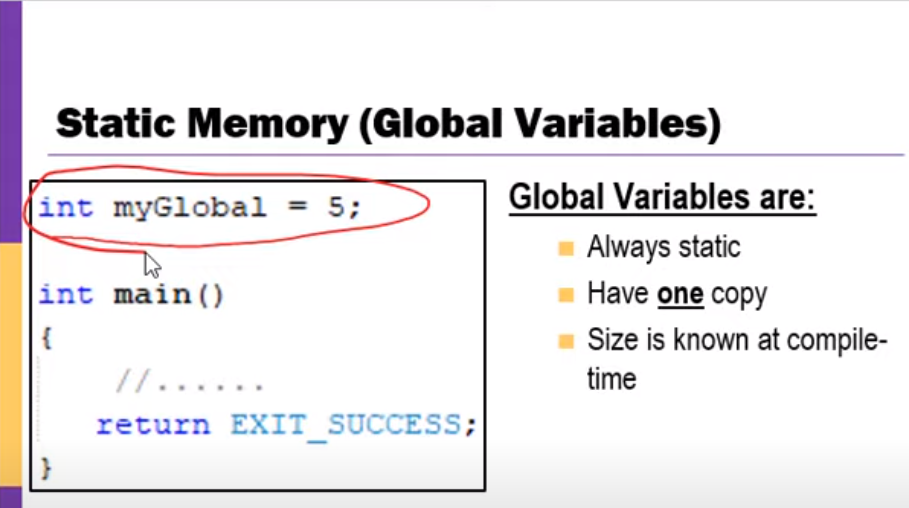 Static Memory (Global Variables)
int myGlobal = 5;
int main()
{
//......
return EXIT_SUCCESS;
}
Global Variables are:
Always static
Have one copy
Size is known at compile-
time